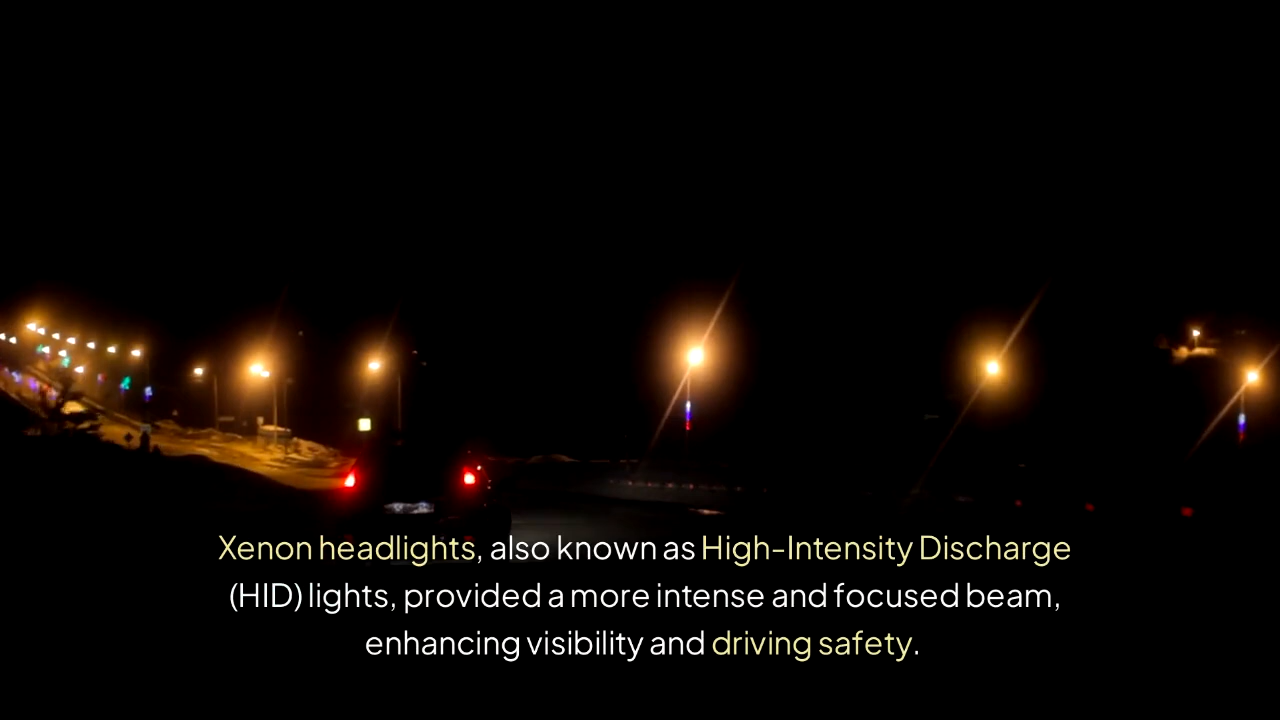 Xenon headlights, also known as High-Intensity Discharge
(HID) lights, provided a more intense and focused beam,
enhancing visibility and driving safety.